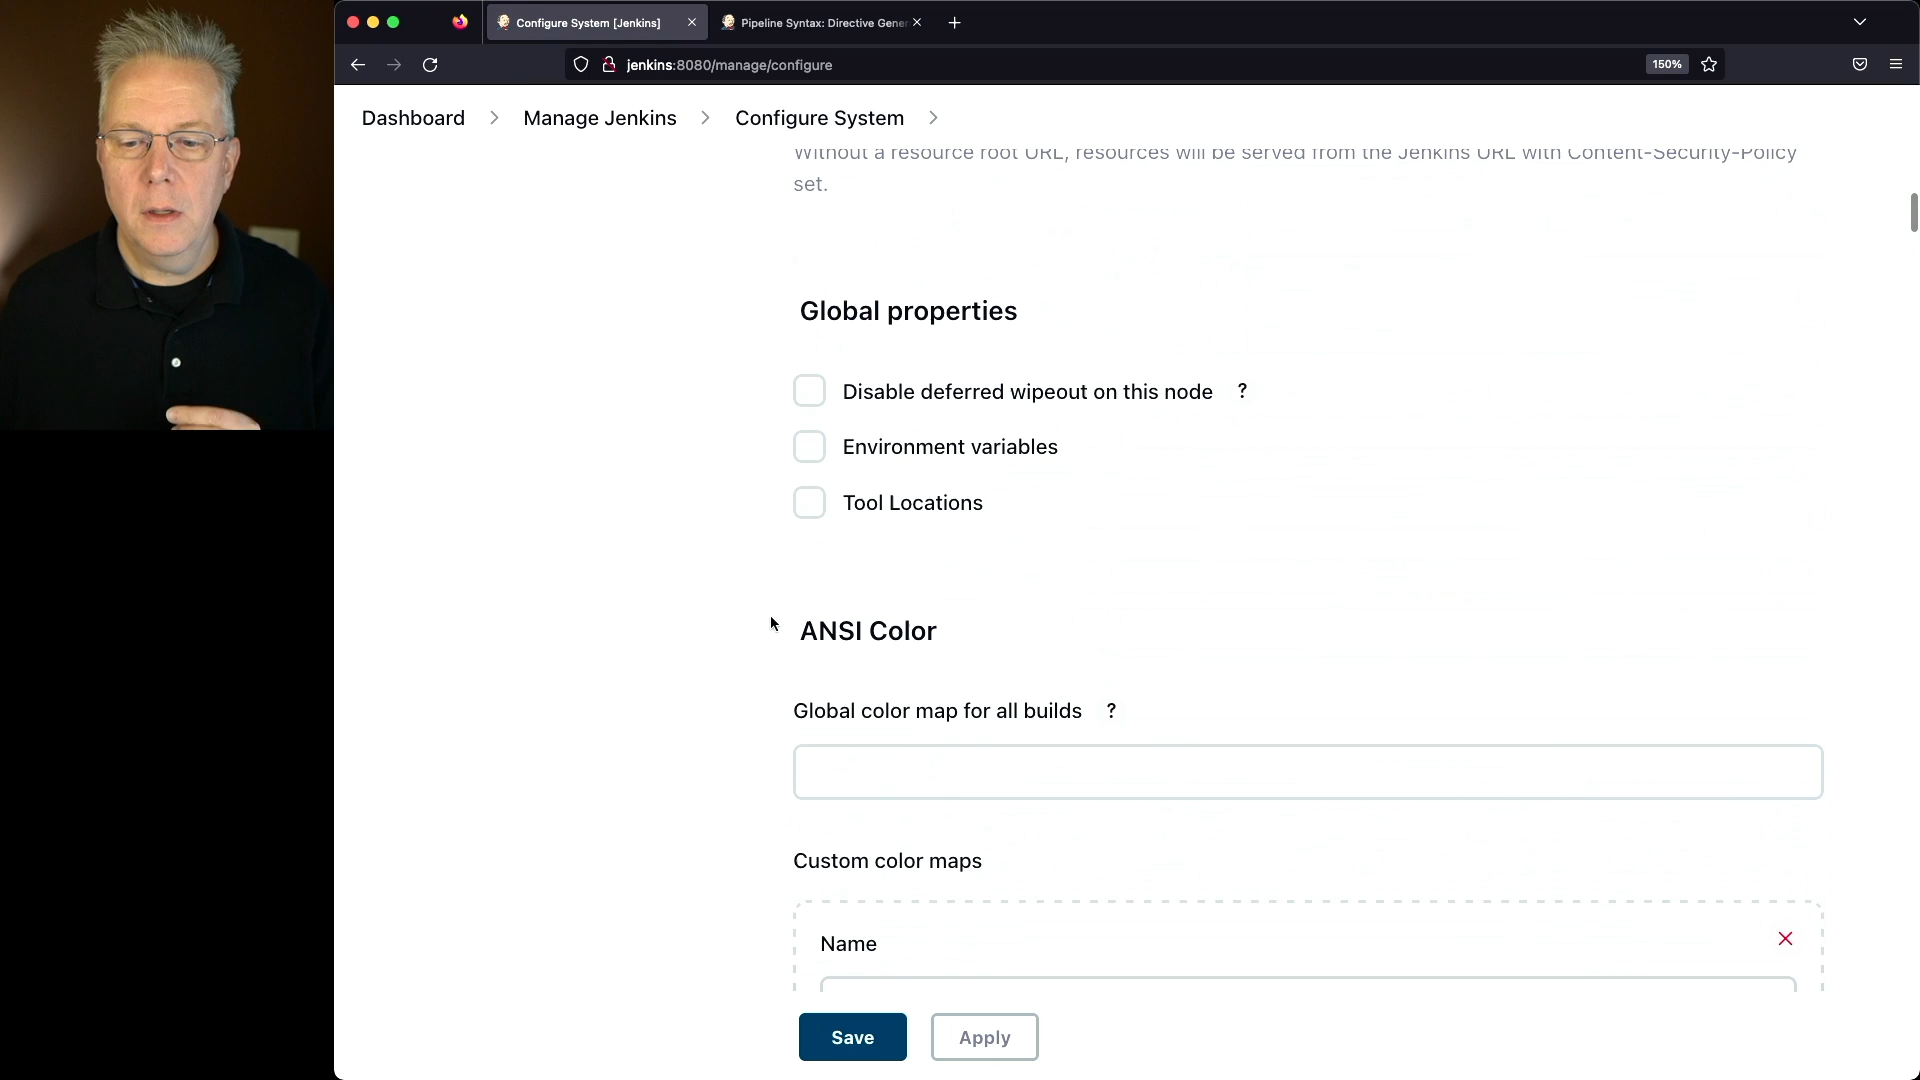 Configure System [Jenkins]
Pipeline Syntax: Directive Gener
jenkins:8080/manage/configure
150%
Dashboard
Manage Jenkins
Configure System
Without a resource root URL, resources will be served from the Jenkins URL with Content-Security-Policy
set.
Global properties
Disable deferred wipeout on this node ?
Environment variables
Tool Locations
ANSI Color
Global color map for all builds ?
Custom color maps
Name
Save
Apply